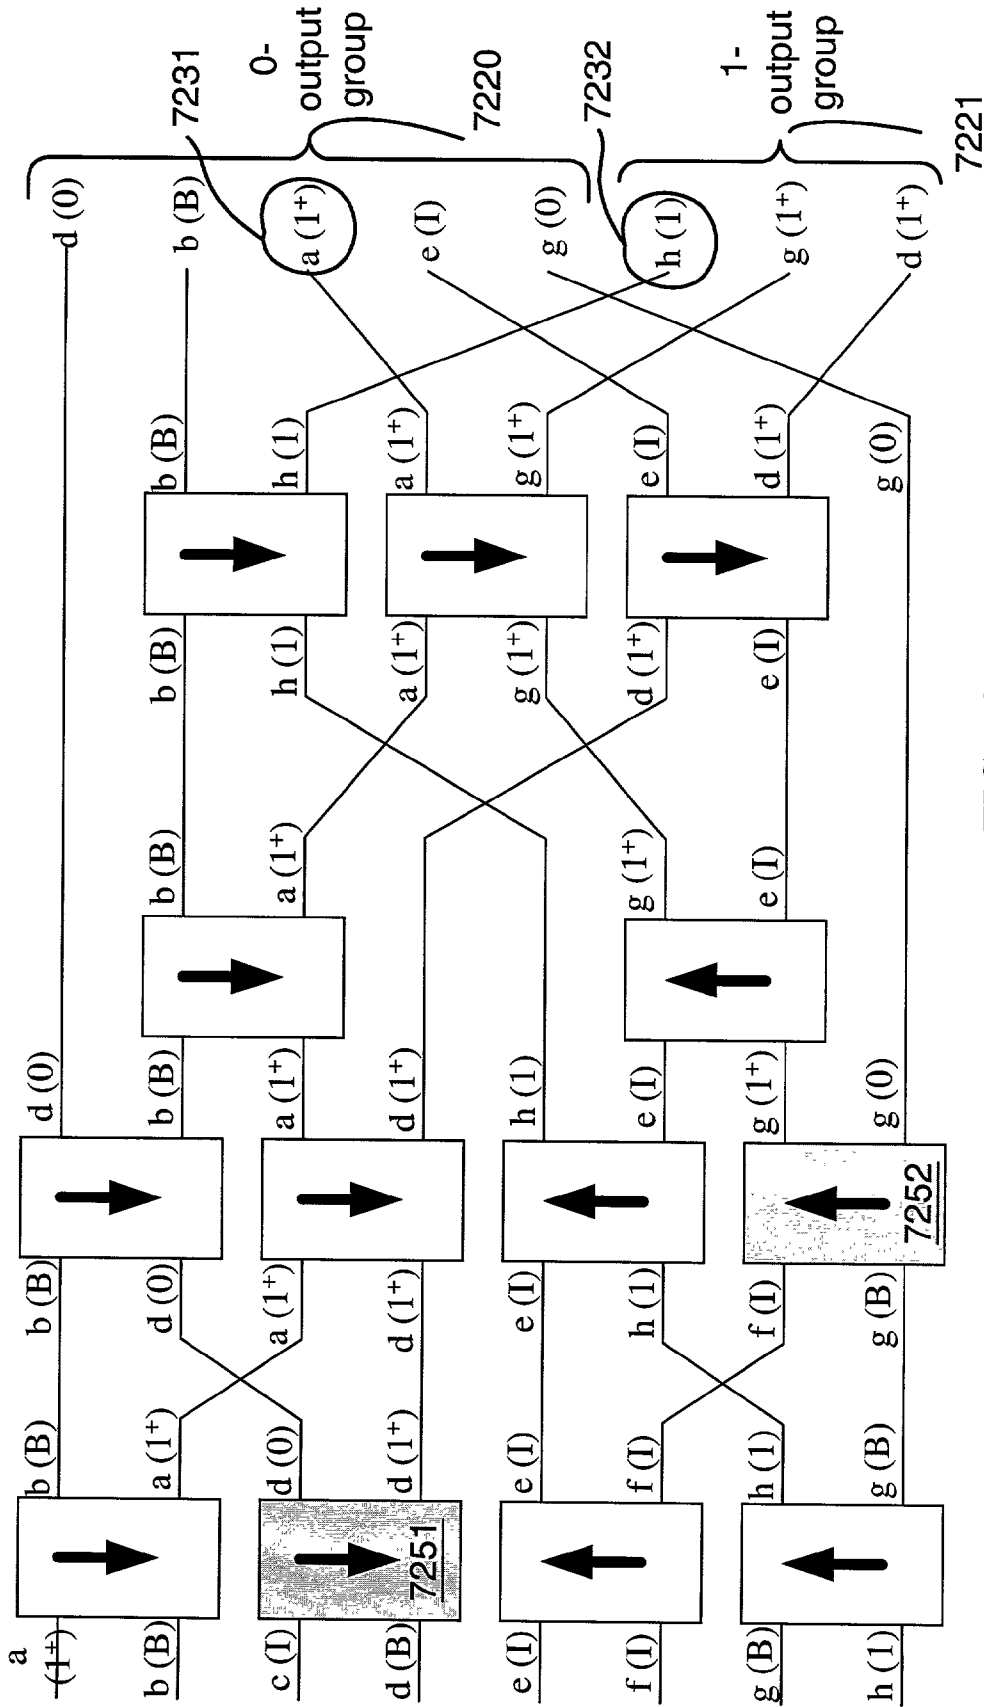 a
(1+)
b (B)
c (I)
d (B)
e (I)
f (I)
g (B)
h (1)
7251
b (B)
a (1+)
d (0)
d (1+)
e (I)
f (I)
h (1)
g (B)
b (B)
d (0)
a (1+)
d (1+)
e (I)
h (1)
f (I)
g (B)
7252
d (0)
b (B)
a (1+)
d (1+)
h (1)
e (I)
g (1+)
g (0)
b (B)
a (1+)
g (1+)
e (I)
b (B)
h (1)
a (1+)
g (1+)
d (1+)
e (I)
b (B)
h (1)
a (1+)
g (1+)
e (I)
d (1+)
g (0)
d (0)
b (B)
a (1+)
e (I)
g (0)
h (1)
g (1+)
d (1+)
7231
0-
output
group
7220
7232
1-
output
group
7221